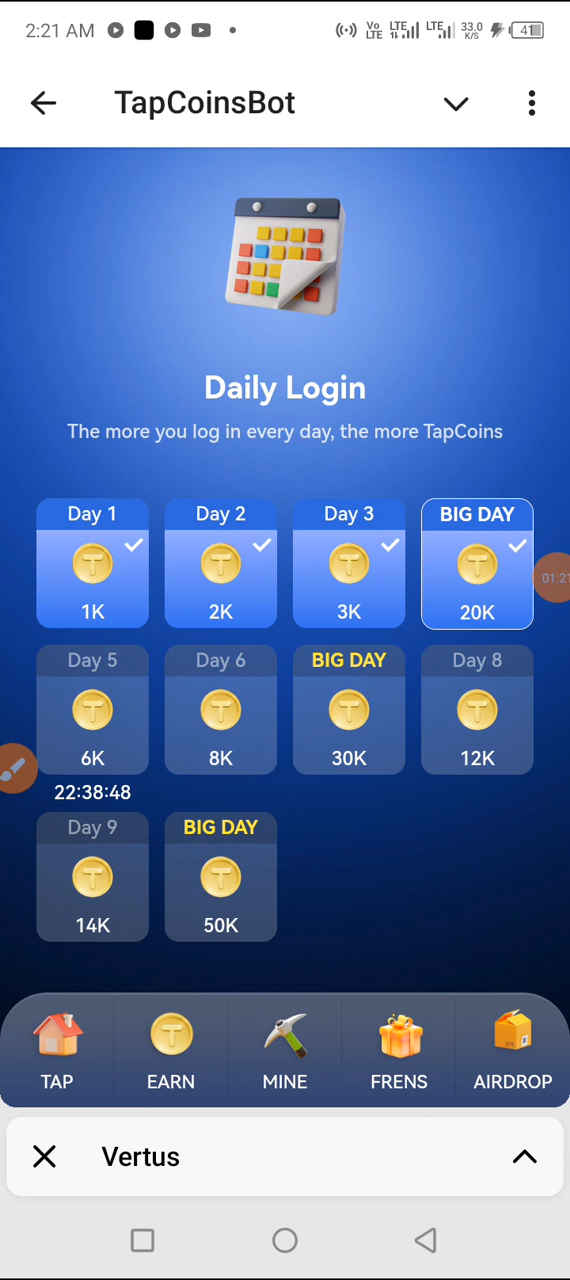 2:21 AM
Vo LTE LTE LTE 33.0 K/S 41
TapCoinsBot
Daily Login
The more you log in every day, the more TapCoins
Day 1 Day 2 Day 3 BIG DAY
1K 2K 3K 20K
01:21
Day 5 Day 6 BIG DAY Day 8
6K 8K 30K 12K
22:38:48
Day 9 BIG DAY
14K 50K
TAP EARN MINE FRENS AIRDROP
Vertus